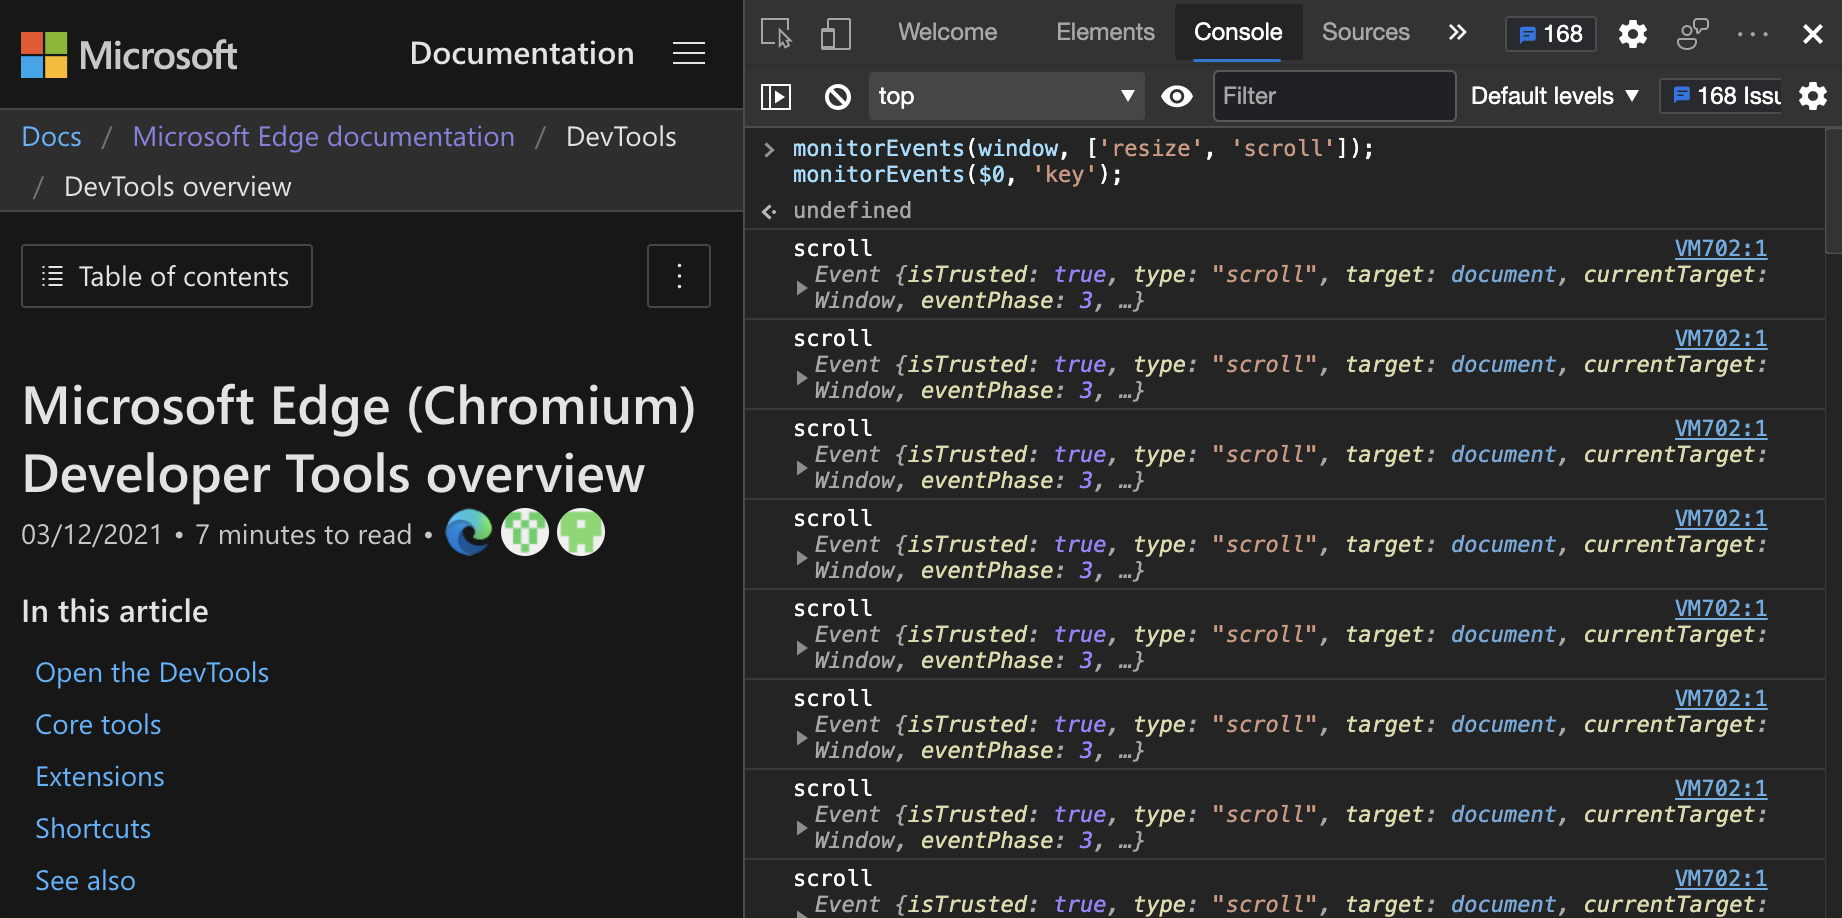 Microsoft
Documentation
Docs / Microsoft Edge documentation / DevTools
/ DevTools overview
Table of contents
Microsoft Edge (Chromium)
Developer Tools overview
03/12/2021 • 7 minutes to read •
In this article
Open the DevTools
Core tools
Extensions
Shortcuts
See also
Welcome Elements Console Sources 168
top Filter Default levels 168 Issu
monitorEvents(window, ['resize', 'scroll']);
monitorEvents($0, 'key');
undefined
scroll VM702:1
Event {isTrusted: true, type: "scroll", target: document, currentTarget:
Window, eventPhase: 3, …}
scroll VM702:1
Event {isTrusted: true, type: "scroll", target: document, currentTarget:
Window, eventPhase: 3, …}
scroll VM702:1
Event {isTrusted: true, type: "scroll", target: document, currentTarget:
Window, eventPhase: 3, …}
scroll VM702:1
Event {isTrusted: true, type: "scroll", target: document, currentTarget:
Window, eventPhase: 3, …}
scroll VM702:1
Event {isTrusted: true, type: "scroll", target: document, currentTarget:
Window, eventPhase: 3, …}
scroll VM702:1
Event {isTrusted: true, type: "scroll", target: document, currentTarget:
Window, eventPhase: 3, …}
scroll VM702:1
Event {isTrusted: true, type: "scroll", target: document, currentTarget:
Window, eventPhase: 3, …}
scroll VM702:1
Event {isTrusted: true, type: "scroll", target: document, currentTarget: